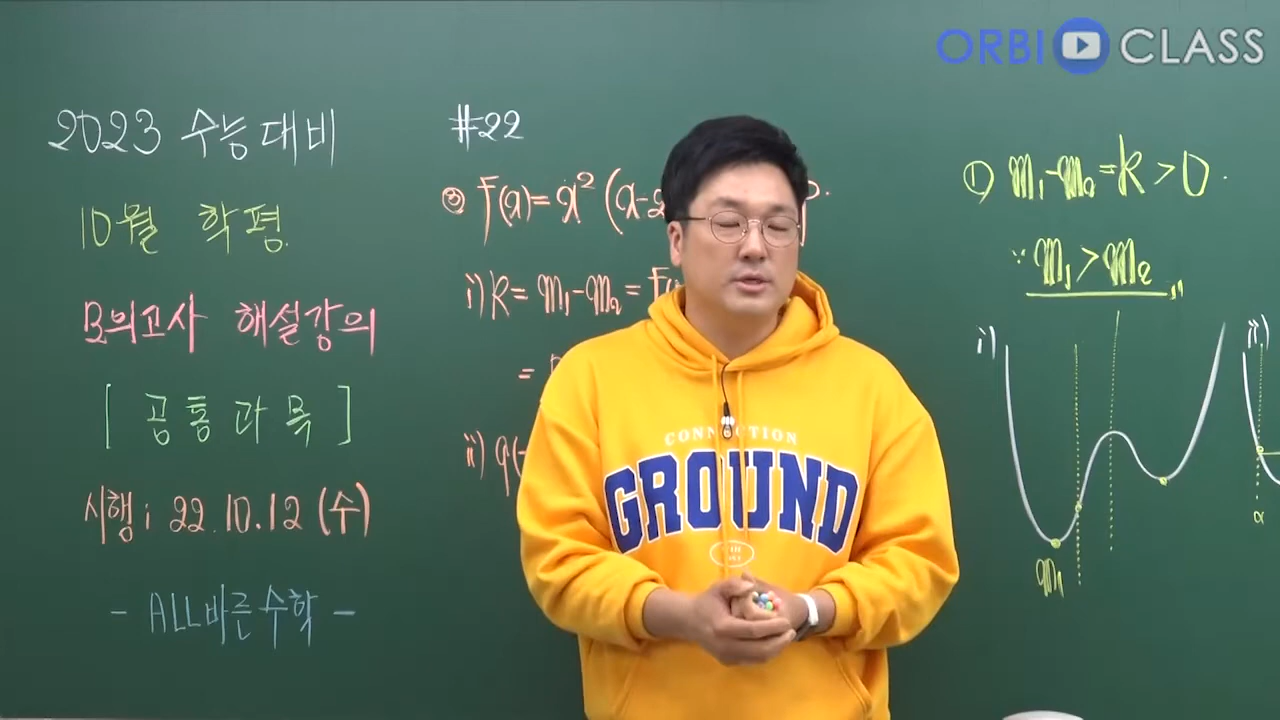 ORBI CLASS
2023 수능대비
10월 학평
모의고사 해설강의
[ 공통과목 ]
시행 : 22.10.12 (수)
- ALL바른수학 -
#22
③ F(x)=x² (x-2
i) k = m₁-m₂ =
=
ii) g(-
① m₁-m₂=k>0.
∵ m₁>m₂
i)
m₁
ii)
α
CONNECTION
GROUND